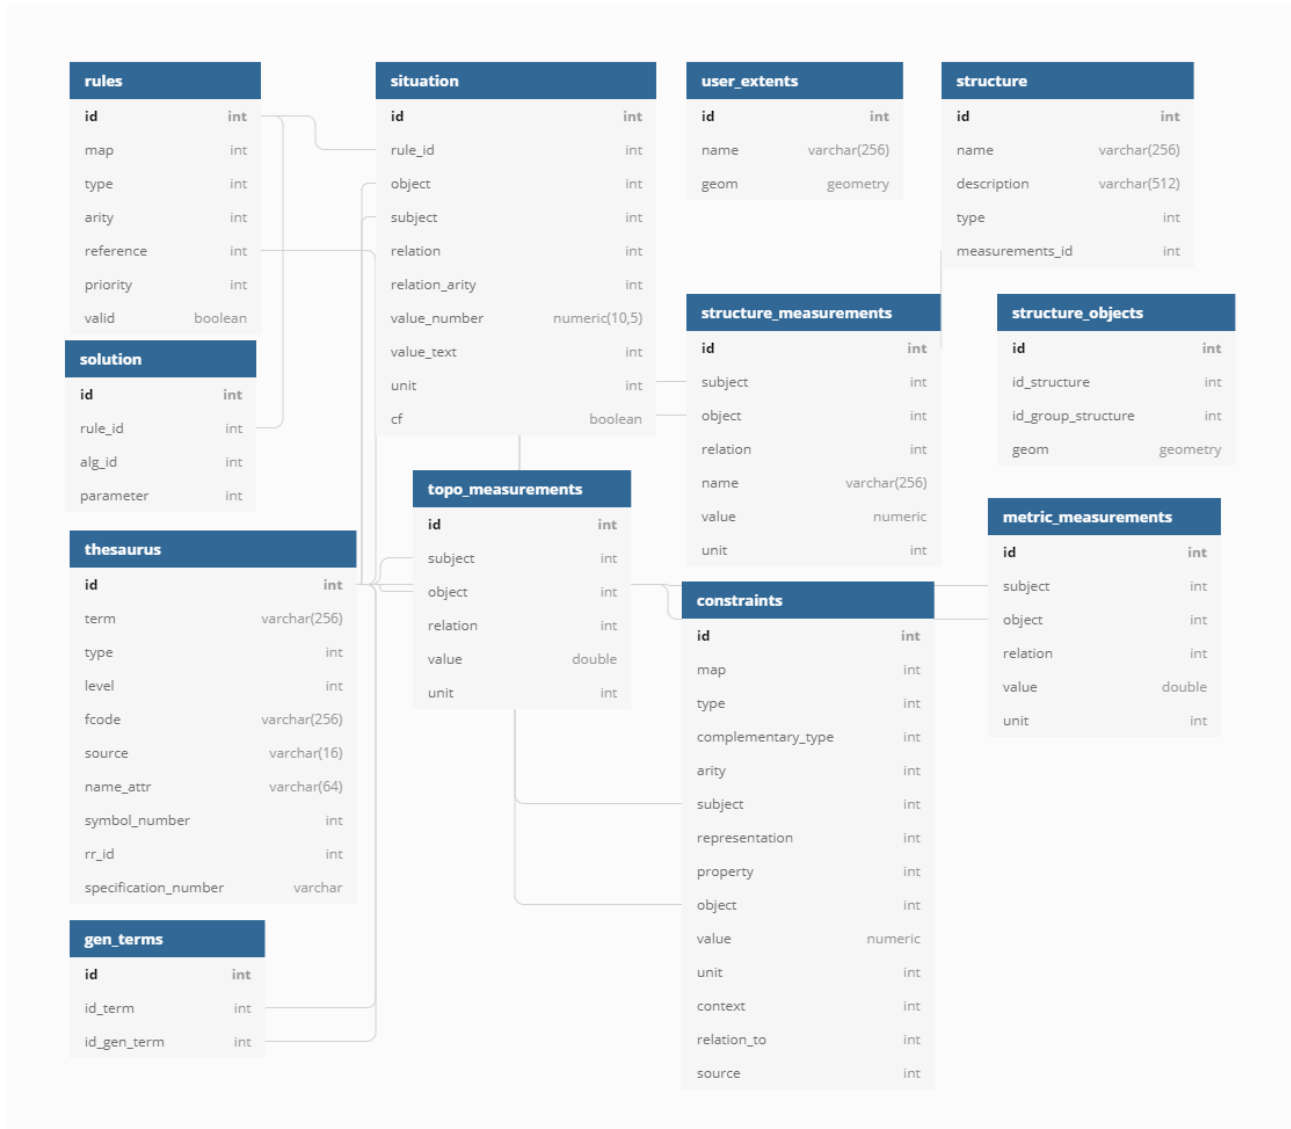 rules
id int
map int
type int
arity int
reference int
priority int
valid boolean
solution
id int
rule_id int
alg_id int
parameter int
thesaurus
id int
term varchar(256)
type int
level int
fcode varchar(256)
source varchar(16)
name_attr varchar(64)
symbol_number int
rr_id int
specification_number varchar
gen_terms
id int
id_term int
id_gen_term int
situation
id int
rule_id int
object int
subject int
relation int
relation_arity int
value_number numeric(10,5)
value_text int
unit int
cf boolean
topo_measurements
id int
subject int
object int
relation int
value double
unit int
user_extents
id int
name varchar(256)
geom geometry
structure_measurements
id int
subject int
object int
relation int
name varchar(256)
value numeric
unit int
constraints
id int
map int
type int
complementary_type int
arity int
subject int
representation int
property int
object int
value numeric
unit int
context int
relation_to int
source int
structure
id int
name varchar(256)
description varchar(512)
type int
measurements_id int
structure_objects
id int
id_structure int
id_group_structure int
geom geometry
metric_measurements
id int
subject int
object int
relation int
value double
unit int